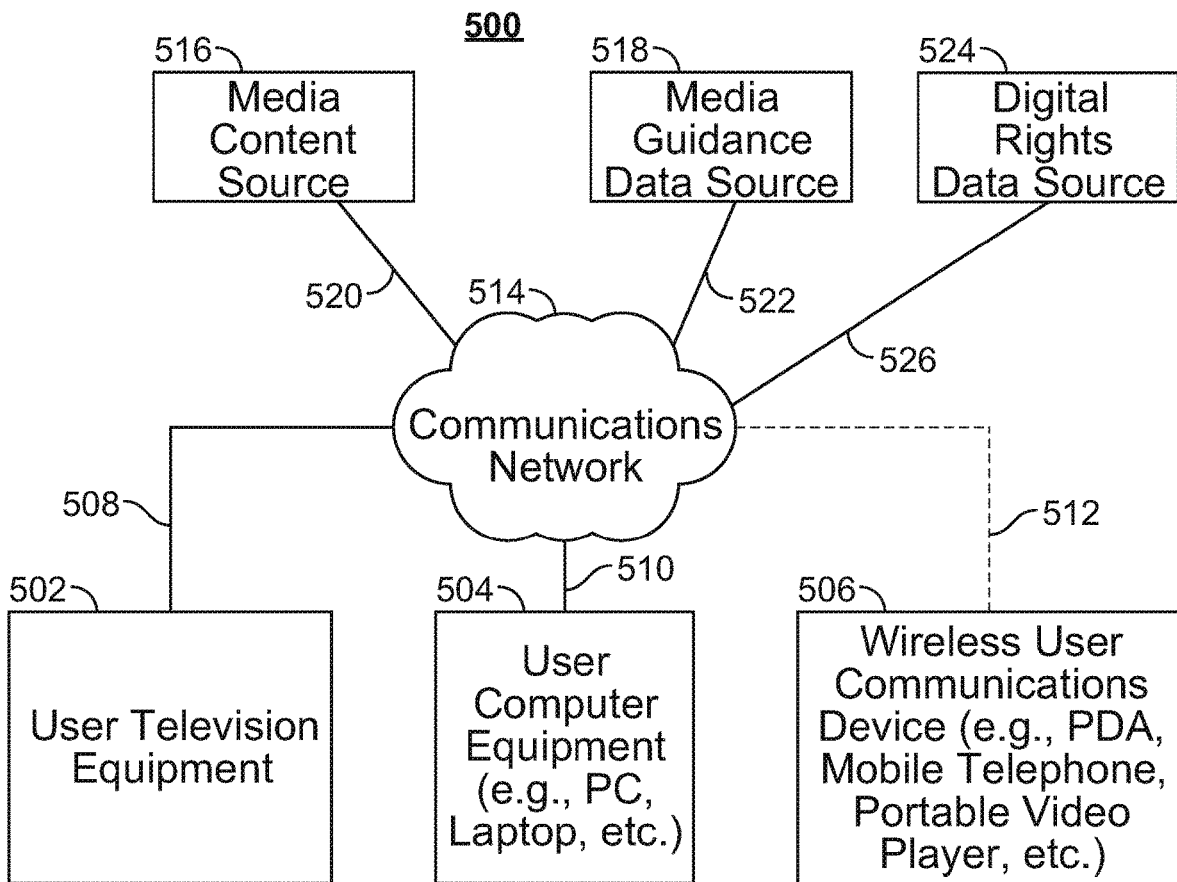 500
516
Media
Content
Source
518
Media
Guidance
Data Source
524
Digital
Rights
Data Source
520
514
522
526
Communications
Network
508
510
512
502
User Television
Equipment
504
User
Computer
Equipment
(e.g., PC,
Laptop, etc.)
506
Wireless User
Communications
Device (e.g., PDA,
Mobile Telephone,
Portable Video
Player, etc.)